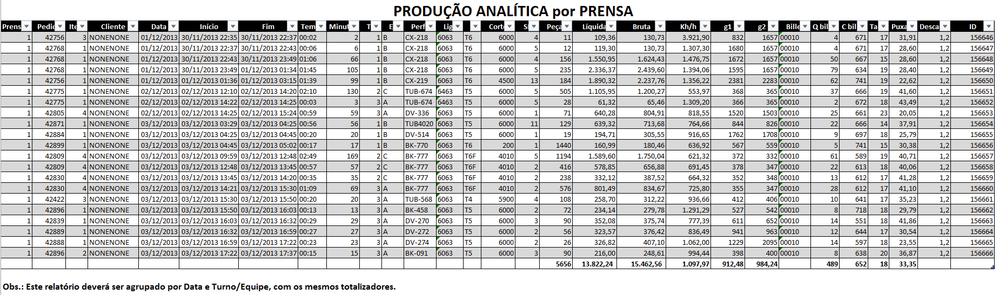 PRODUÇÃO ANALÍTICA por PRENSA
Prens Pedic Ite Cliente Data Início Fim Tem Minut T E Perf Lig Cort S Peça Líquida Bruta Kh/h g1 g2 Bille Q bil C bil Ta Puxa Desca ID
1 42756 3 NONENONE 01/12/2013 30/11/2013 22:35 30/11/2013 22:37 00:02 2 1 B CX-218 6063 T6 6000 4 11 109,36 130,73 3.921,90 832 1657 00010 4 671 17 31,91 1,2 156646
1 42768 1 NONENONE 01/12/2013 30/11/2013 22:37 30/11/2013 22:43 00:06 6 1 B CX-218 6063 T6 6000 5 12 119,30 130,73 1.307,30 1680 1657 00010 4 671 17 28,60 1,2 156647
1 42768 1 NONENONE 01/12/2013 30/11/2013 22:43 30/11/2013 23:49 01:06 66 1 B CX-218 6063 T6 6000 4 156 1.550,95 1.624,43 1.476,75 1672 1657 00010 50 667 15 28,60 1,2 156648
1 42768 1 NONENONE 01/12/2013 30/11/2013 23:49 01/12/2013 01:34 01:45 105 1 B CX-218 6063 T6 6000 5 235 2.336,37 2.439,60 1.394,06 1595 1657 00010 79 634 19 28,40 1,2 156649
1 42756 1 NONENONE 01/12/2013 01/12/2013 01:36 01/12/2013 03:15 01:39 99 1 B CX-219 6063 T6 4500 13 184 1.890,32 2.237,76 1.356,22 2381 2283 00010 62 741 19 22,62 1,2 156650
1 42775 1 NONENONE 02/12/2013 02/12/2013 12:10 02/12/2013 14:20 02:10 130 2 C TUB-674 6463 T5 6000 5 505 1.105,95 1.200,27 553,97 368 365 00010 37 666 19 41,60 1,2 156651
1 42775 1 NONENONE 02/12/2013 02/12/2013 14:22 02/12/2013 14:25 00:03 3 3 A TUB-674 6463 T5 6000 5 28 61,32 65,46 1.309,20 366 365 00010 2 672 18 43,49 1,2 156652
1 42805 4 NONENONE 02/12/2013 02/12/2013 14:25 02/12/2013 15:24 00:59 59 3 A DV-336 6063 T5 6000 1 71 640,28 804,91 818,55 1520 1503 00010 25 661 23 20,05 1,2 156653
1 42871 1 NONENONE 03/12/2013 03/12/2013 03:29 03/12/2013 04:25 00:56 56 1 B TUB4020 6063 T5 6000 11 129 639,32 713,68 764,66 844 826 00010 22 666 14 37,91 1,2 156654
1 42884 1 NONENONE 03/12/2013 03/12/2013 04:25 03/12/2013 04:45 00:20 20 1 B DV-514 6063 T5 6000 1 19 194,71 305,55 916,65 1762 1708 00010 9 697 18 25,79 1,2 156655
1 42899 1 NONENONE 03/12/2013 03/12/2013 04:45 03/12/2013 05:02 00:17 17 1 B BK-770 6063 T6 200 1 1440 160,99 180,46 636,92 567 559 00010 5 741 15 30,38 1,2 156656
1 42809 4 NONENONE 03/12/2013 03/12/2013 09:59 03/12/2013 12:48 02:49 169 2 C BK-777 6063 T6F 4010 5 1194 1.589,60 1.750,04 621,32 372 332 00010 61 589 19 40,71 1,2 156657
1 42809 4 NONENONE 03/12/2013 03/12/2013 12:48 03/12/2013 13:45 00:57 57 2 C BK-777 6063 T6F 4010 2 416 578,85 656,88 691,45 378 347 00010 22 613 18 40,06 1,2 156658
1 42830 4 NONENONE 03/12/2013 03/12/2013 13:45 03/12/2013 14:20 00:35 35 2 C BK-777 6063 T6F 4010 2 238 332,12 387,52 664,32 352 348 00010 13 612 17 41,28 1,2 156659
1 42830 4 NONENONE 03/12/2013 03/12/2013 14:21 03/12/2013 15:30 01:09 69 3 A BK-777 6063 T6F 4010 2 576 801,49 834,67 725,80 355 347 00010 28 612 17 41,10 1,2 156660
1 42422 3 NONENONE 03/12/2013 03/12/2013 15:30 03/12/2013 15:50 00:20 20 3 A TUB-568 6063 T4 5900 4 108 258,70 312,22 936,66 412 406 00010 10 641 17 35,23 1,2 156661
1 42896 1 NONENONE 03/12/2013 03/12/2013 15:50 03/12/2013 16:03 00:13 13 3 A BK-458 6063 T5 6000 2 72 234,14 279,78 1.291,29 527 542 00010 8 718 18 29,79 1,2 156662
1 42839 1 NONENONE 03/12/2013 03/12/2013 16:03 03/12/2013 16:32 00:29 29 3 A DV-270 6063 T5 6000 3 90 352,08 375,74 777,39 611 652 00010 14 551 18 41,86 1,2 156663
1 42889 1 NONENONE 03/12/2013 03/12/2013 16:32 03/12/2013 16:59 00:27 27 3 A DV-272 6063 T5 6000 2 56 323,57 376,42 836,49 941 963 00010 12 644 17 30,54 1,2 156664
1 42888 1 NONENONE 03/12/2013 03/12/2013 16:59 03/12/2013 17:22 00:23 23 3 A DV-274 6063 T5 6000 2 26 326,82 407,10 1.062,00 1229 2095 00010 14 597 18 23,55 1,2 156665
1 42896 2 NONENONE 03/12/2013 03/12/2013 17:22 03/12/2013 17:37 00:15 15 3 A BK-091 6063 T5 6000 3 90 216,00 248,61 994,44 398 400 00010 8 638 20 36,87 1,2 156666
5656 13.822,24 15.462,56 1.097,97 912,48 984,24 489 652 18 33,35
Obs.: Este relatório deverá ser agrupado por Data e Turno/Equipe, com os mesmos totalizadores.